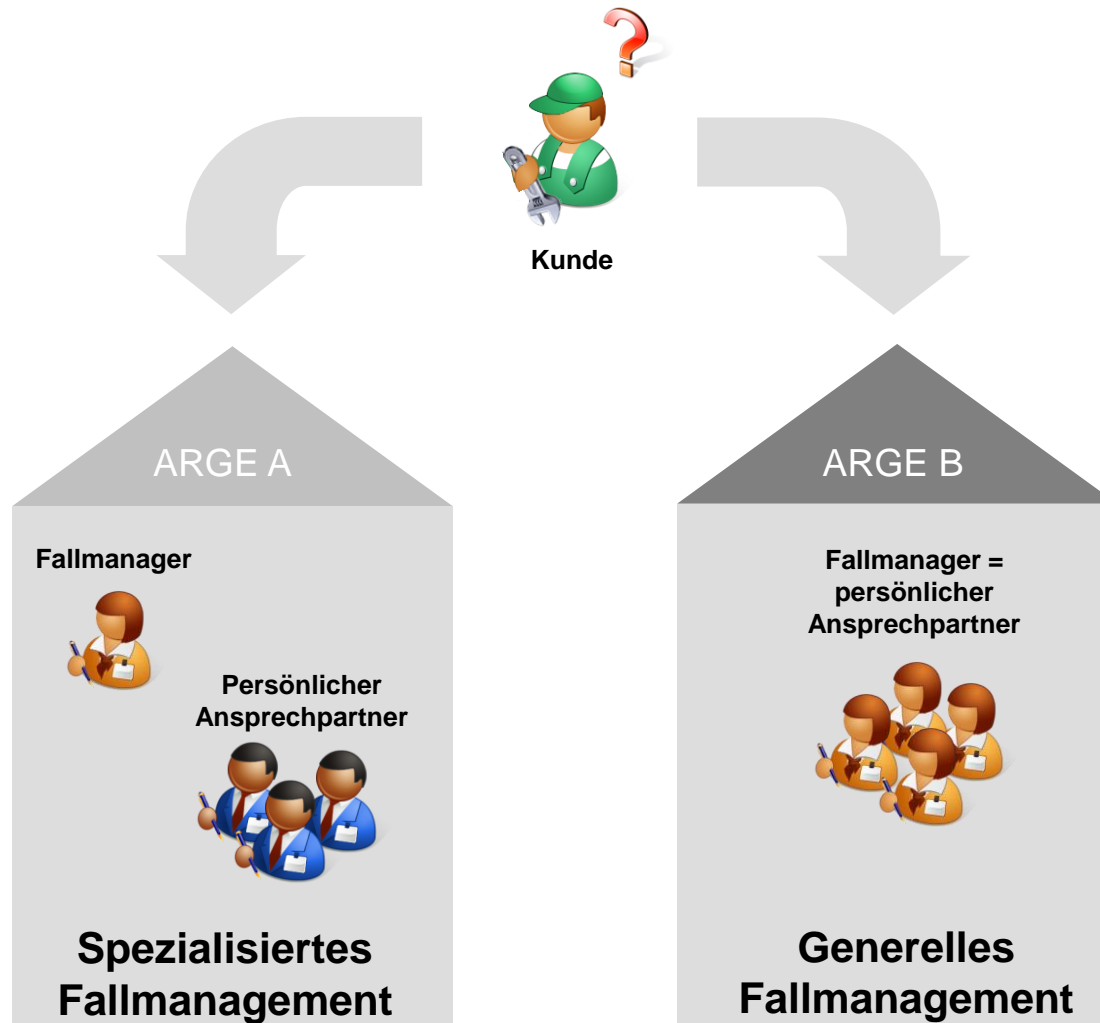 Kunde
ARGE A
Fallmanager
Persönlicher
Ansprechpartner
Spezialisiertes
Fallmanagement
ARGE B
Fallmanager =
persönlicher
Ansprechpartner
Generelles
Fallmanagement